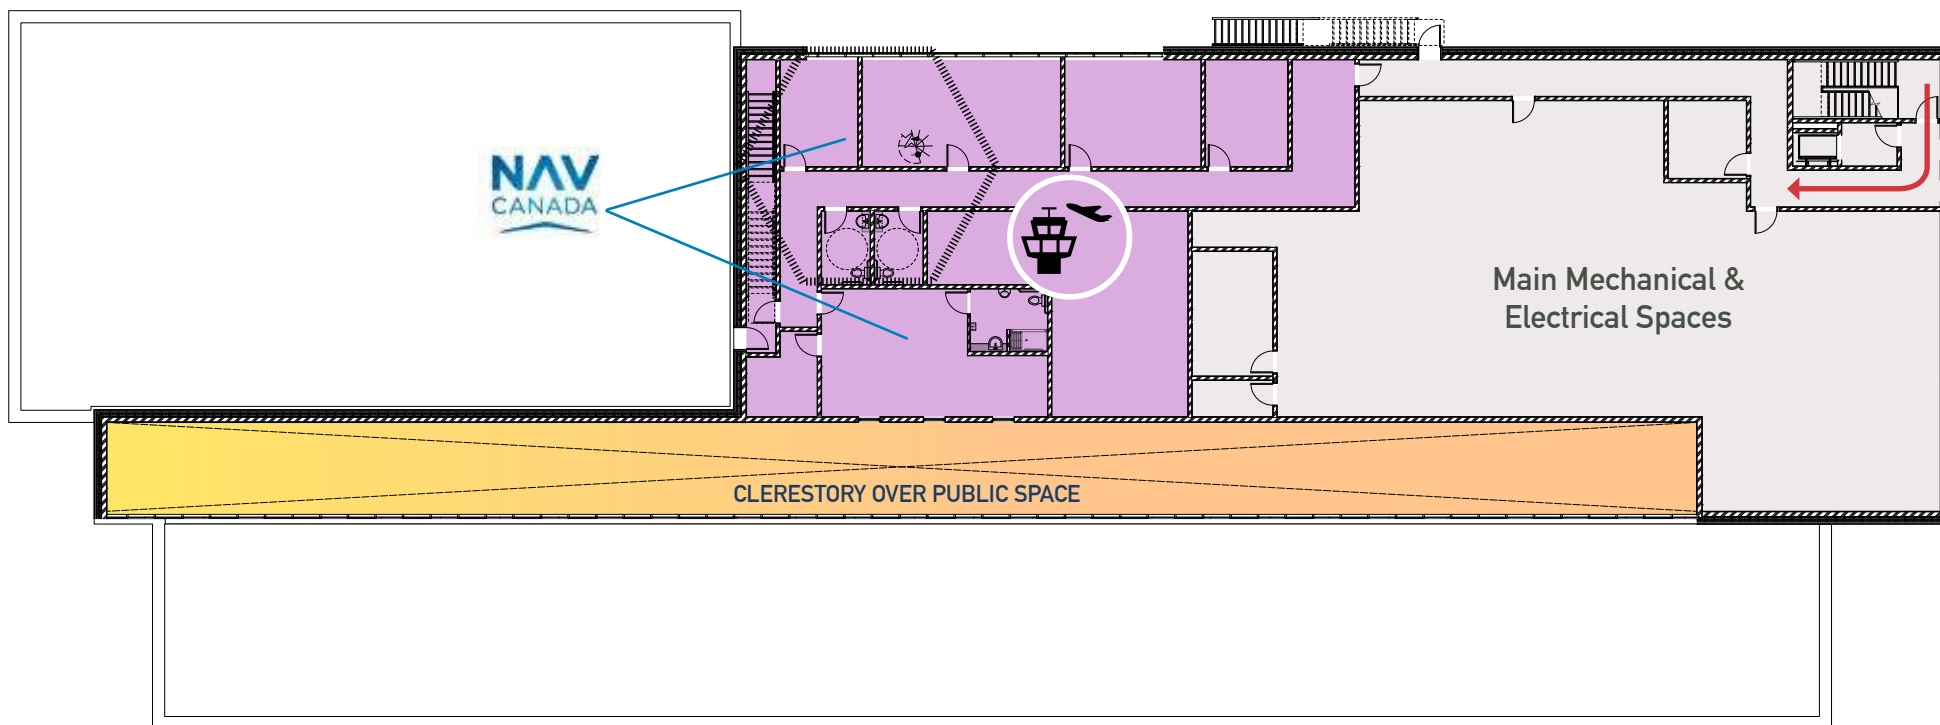 NAV
CANADA
Main Mechanical &
Electrical Spaces
CLERESTORY OVER PUBLIC SPACE